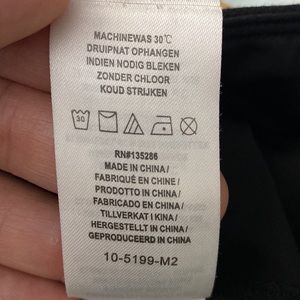 MACHINEWAS 30℃
DRUIPNAT OPHANGEN
INDIEN NODIG BLEKEN
ZONDER CHLOOR
KOUD STRIJKEN
30
RN#135286
MADE IN CHINA /
FABRIQUÉ EN CHINE /
PRODOTTO IN CHINA /
FABRICADO EN CHINA /
TILLVERKAT I KINA /
HERGESTELLT IN CHINA /
GEPRODUCEERD IN CHINA
10-5199-M2